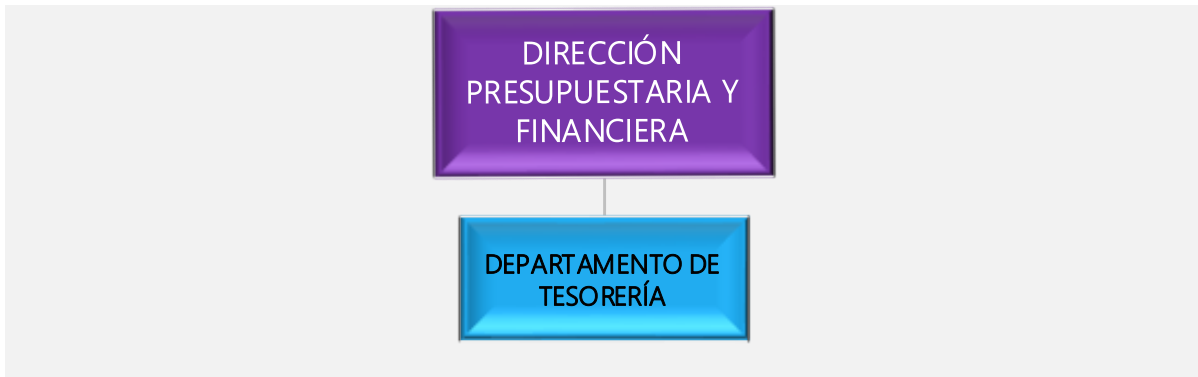 DIRECCIÓN
PRESUPUESTARIA Y
FINANCIERA
DEPARTAMENTO DE
TESORERÍA